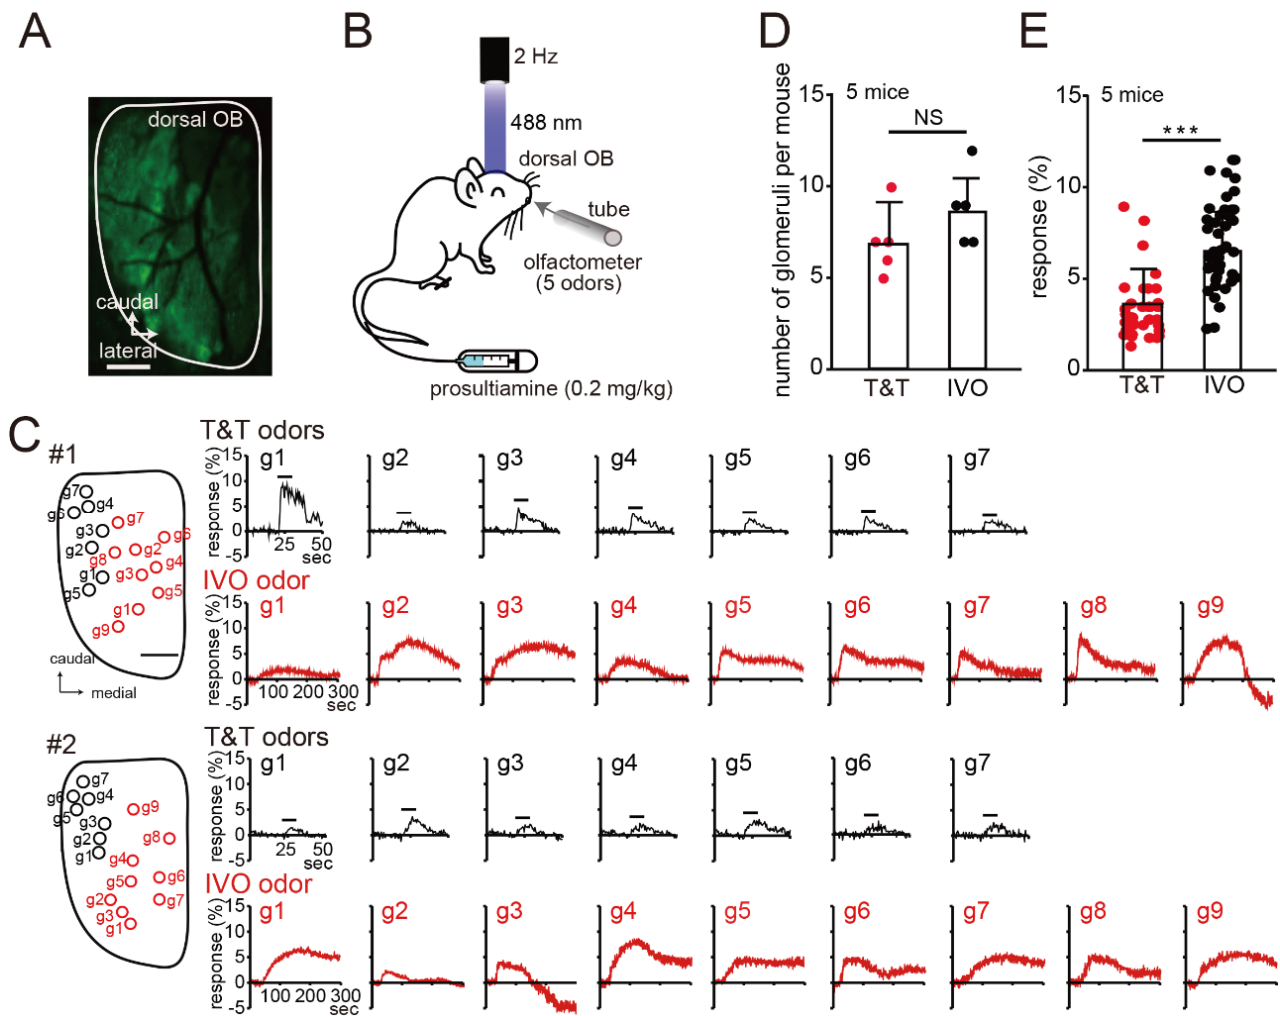 A
dorsal OB
caudal
lateral
B
2 Hz
488 nm
dorsal OB
tube
olfactometer
(5 odors)
prosultiamine (0.2 mg/kg)
D
number of glomeruli per mouse
15
10
5
0
5 mice
NS
T&T
IVO
E
response (%)
15
10
5
0
5 mice
***
T&T
IVO
C
#1
g7
g4
g6
g3
g2
g1
g5
g7
g6
g8
g2
g3
g4
g5
g1
g9
caudal
medial
T&T odors
response (%)
15
10
5
0
-5
25
50
sec
g1
g2
g3
g4
g5
g6
g7
IVO odor
response (%)
15
10
5
0
-5
100 200 300
sec
g1
g2
g3
g4
g5
g6
g7
g8
g9
#2
g7
g6
g4
g5
g3
g2
g1
g9
g8
g4
g5
g6
g2
g7
g3
g1
T&T odors
response (%)
15
10
5
0
-5
25
50
sec
g1
g2
g3
g4
g5
g6
g7
IVO odor
response (%)
15
10
5
0
-5
100 200 300
sec
g1
g2
g3
g4
g5
g6
g7
g8
g9